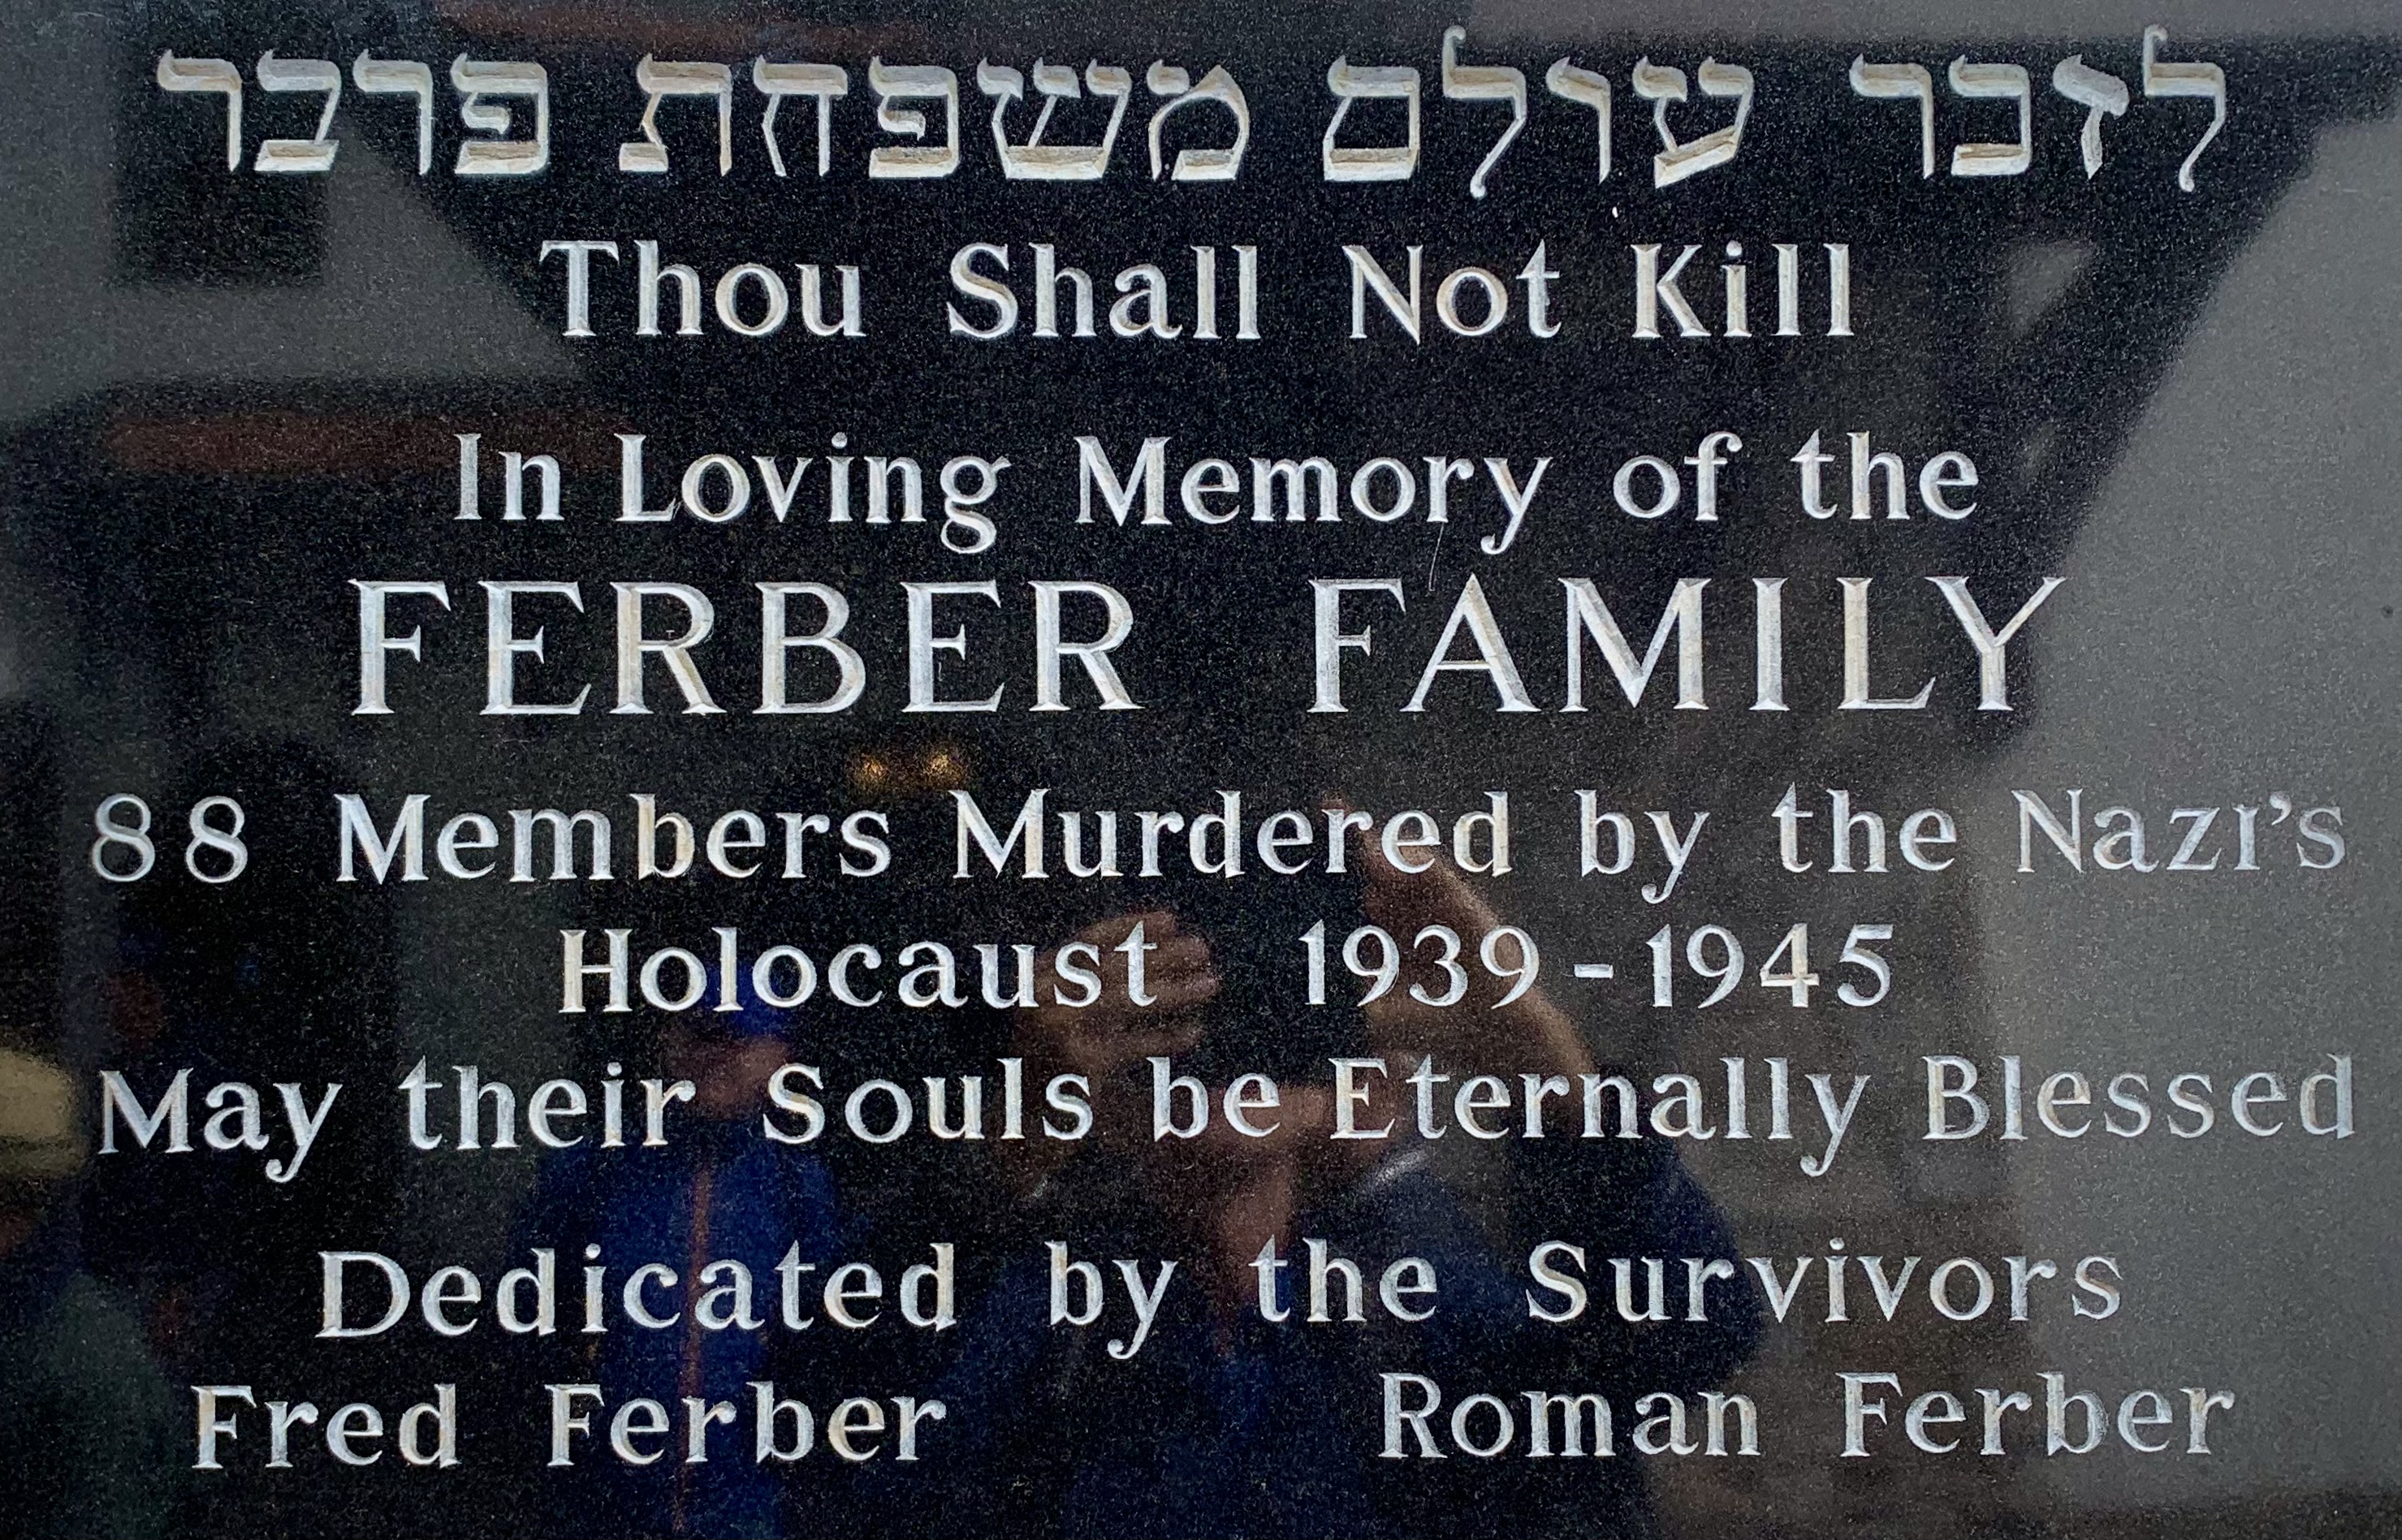 לזכר עולם משפחת פרבר
Thou Shall Not Kill
In Loving Memory of the
FERBER FAMILY
88 Members Murdered by the Nazi's
Holocaust 1939-1945
May their Souls be Eternally Blessed
Dedicated by the Survivors
Fred Ferber Roman Ferber